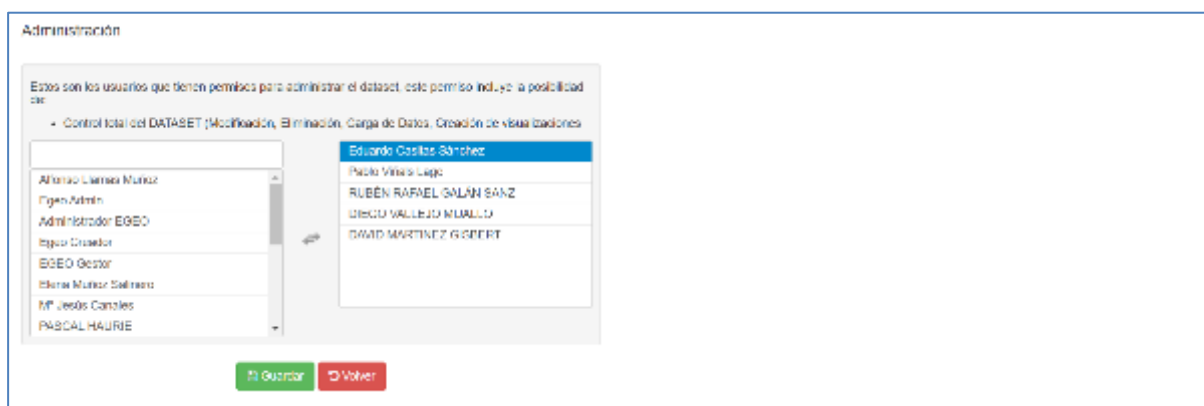 Administración
Estos son los usuarios que tienen permisos para administrar el dataset, este permiso incluye la posibilidad
de:
• Control total del DATASET (Modificación, Eliminación, Carga de Datos, Creación de visualizaciones
Eduardo Casillas Sánchez
Alfonso Llamas Muñoz
Pablo Viñals Lago
Egeo Admin
RUBÉN RAFAEL GALÁN SANZ
Administrador EGEO
DIEGO VALLEJO
Egeo Creador
DAVID MARTINEZ GISBERT
EGEO Gestor
Elena Muñoz Salinero
Mª Jesús Canales
PASCAL HAURIE
Guardar Volver